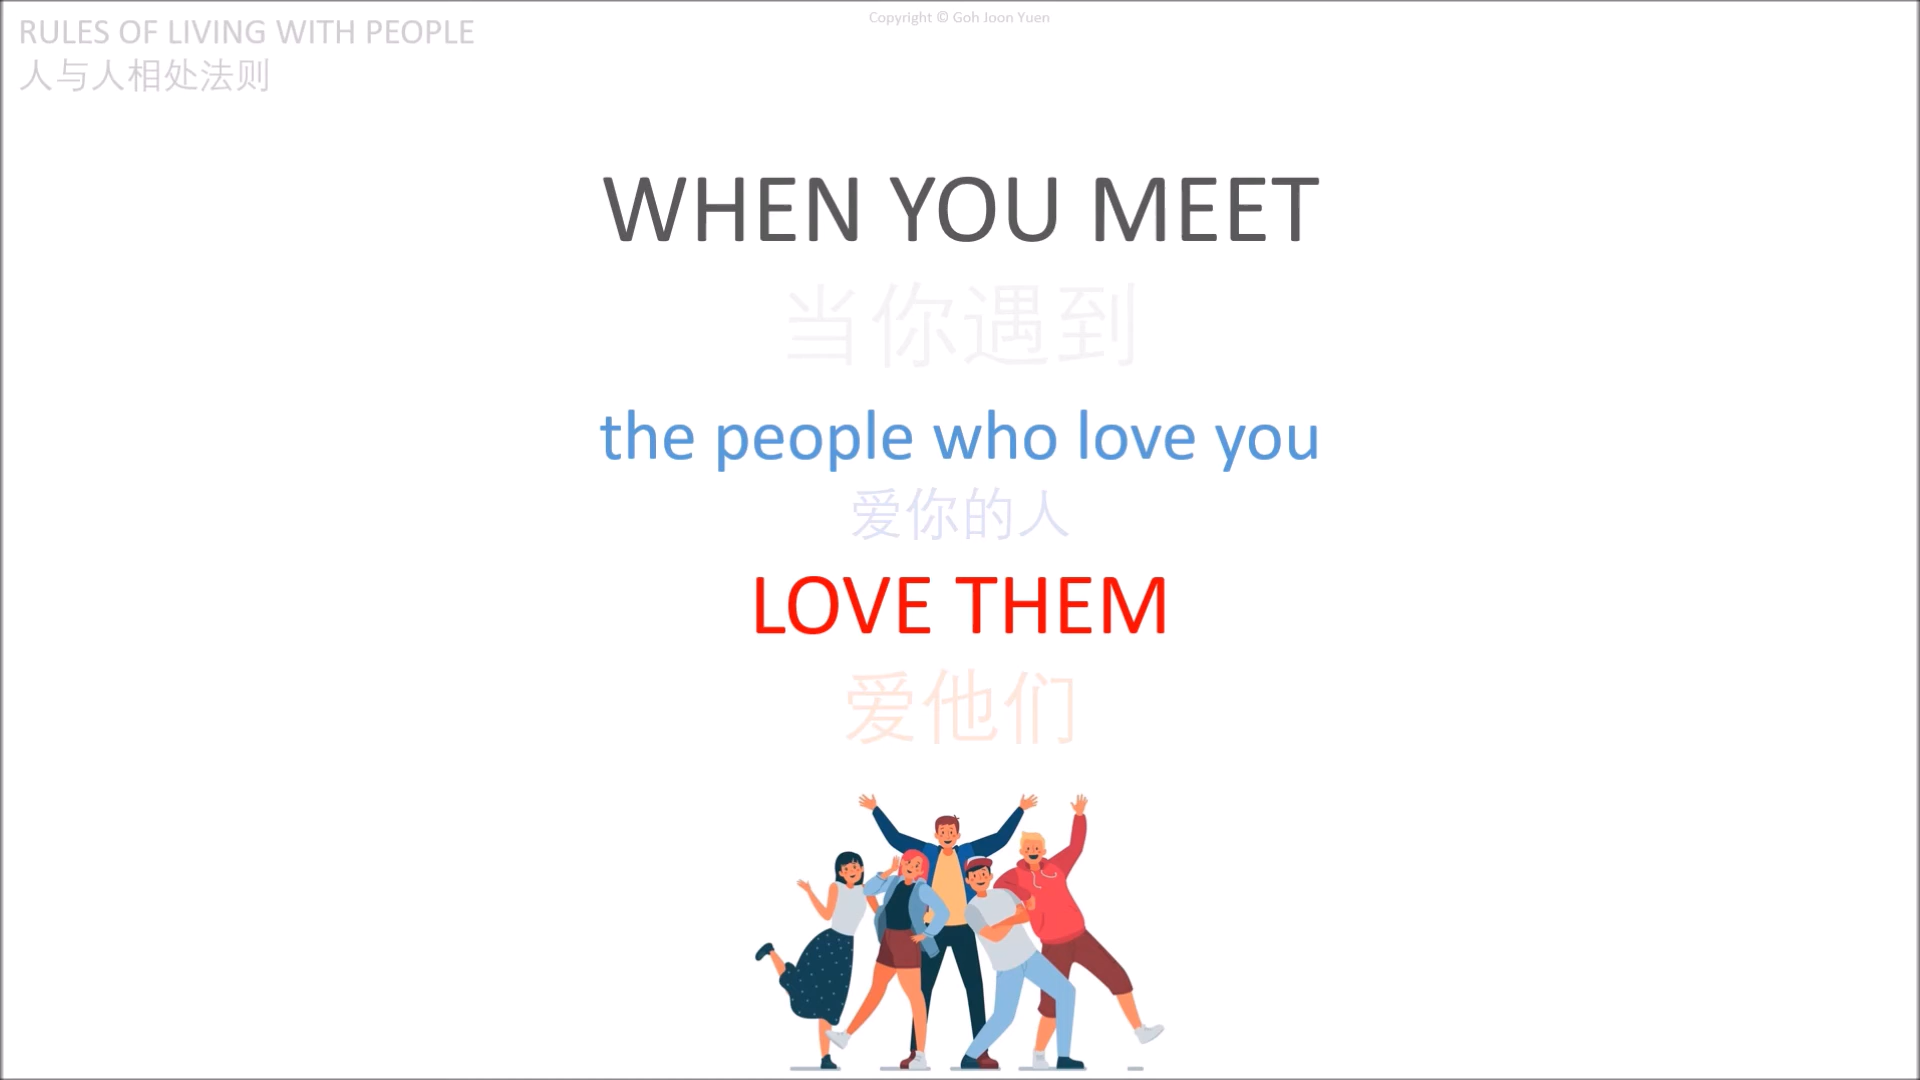 RULES OF LIVING WITH PEOPLE
人与人相处法则
Copyright © Goh Joon Yuen
WHEN YOU MEET
当你遇到
the people who love you
爱你的人
LOVE THEM
爱他们